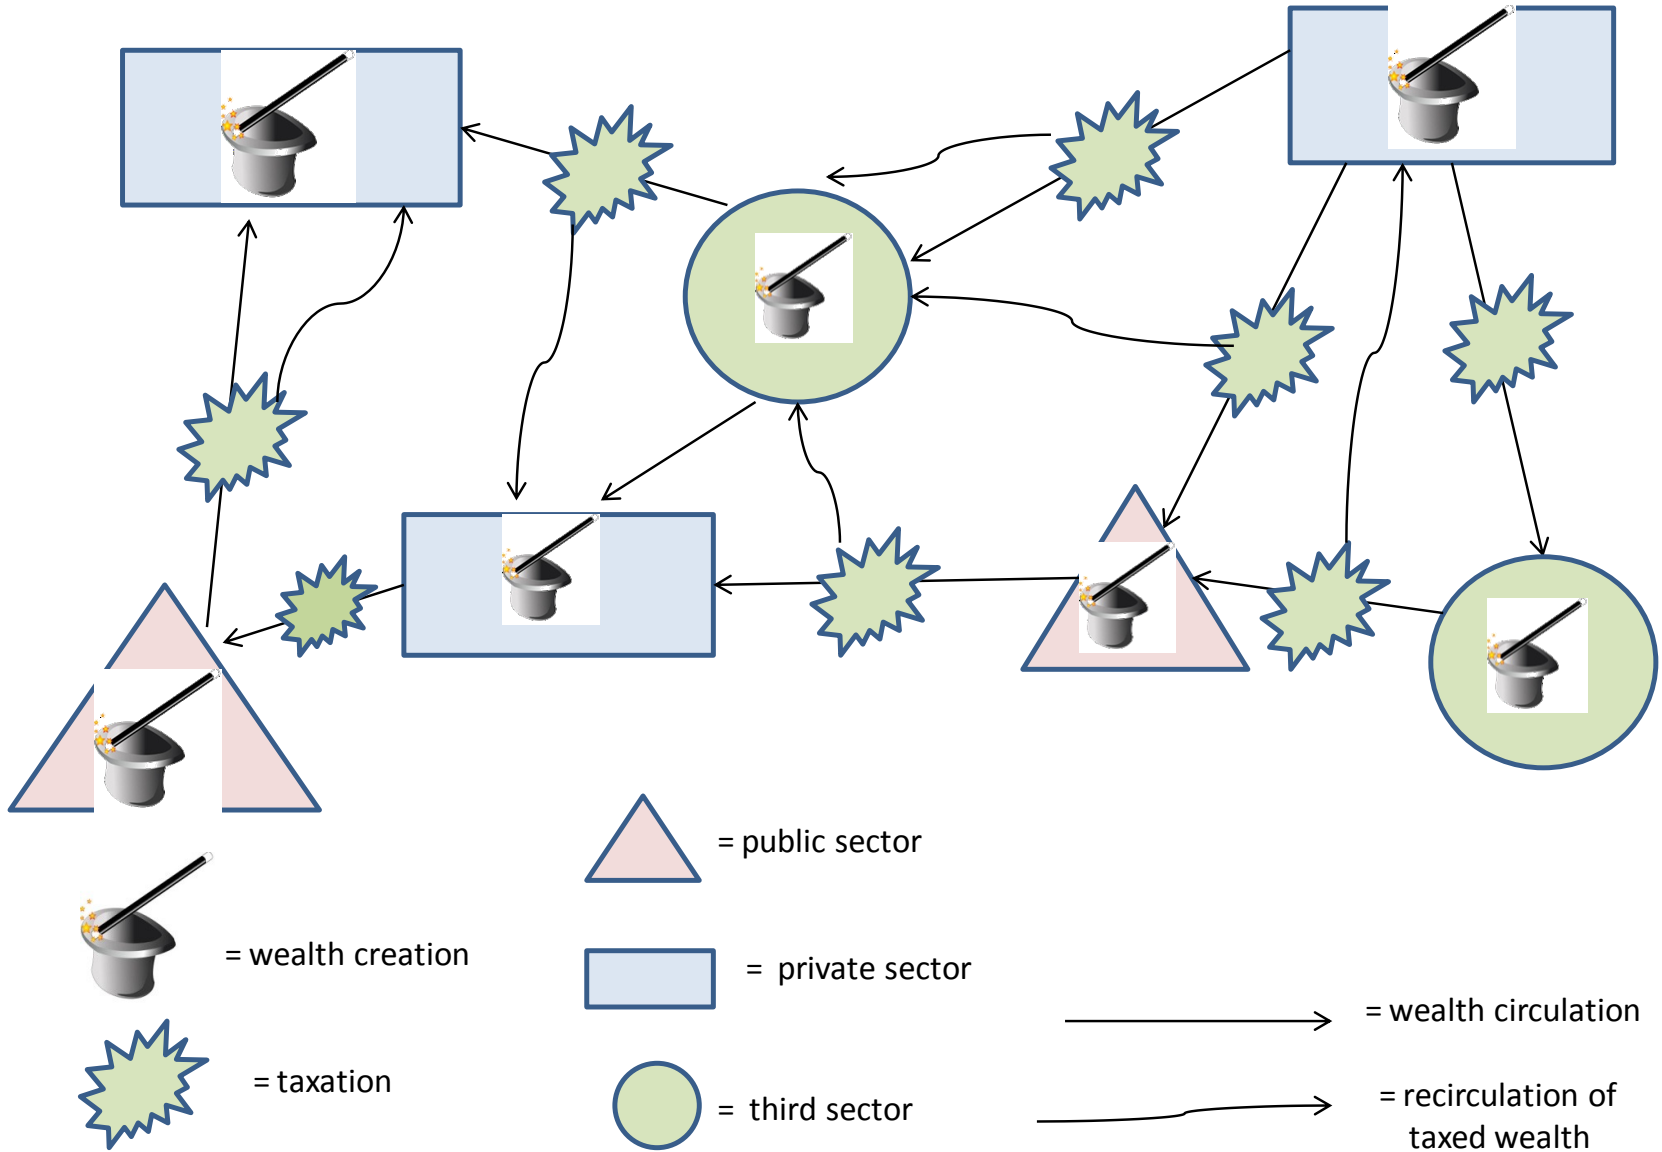 = public sector
= wealth creation
= private sector
= wealth circulation
= taxation
= third sector
= recirculation of
taxed wealth